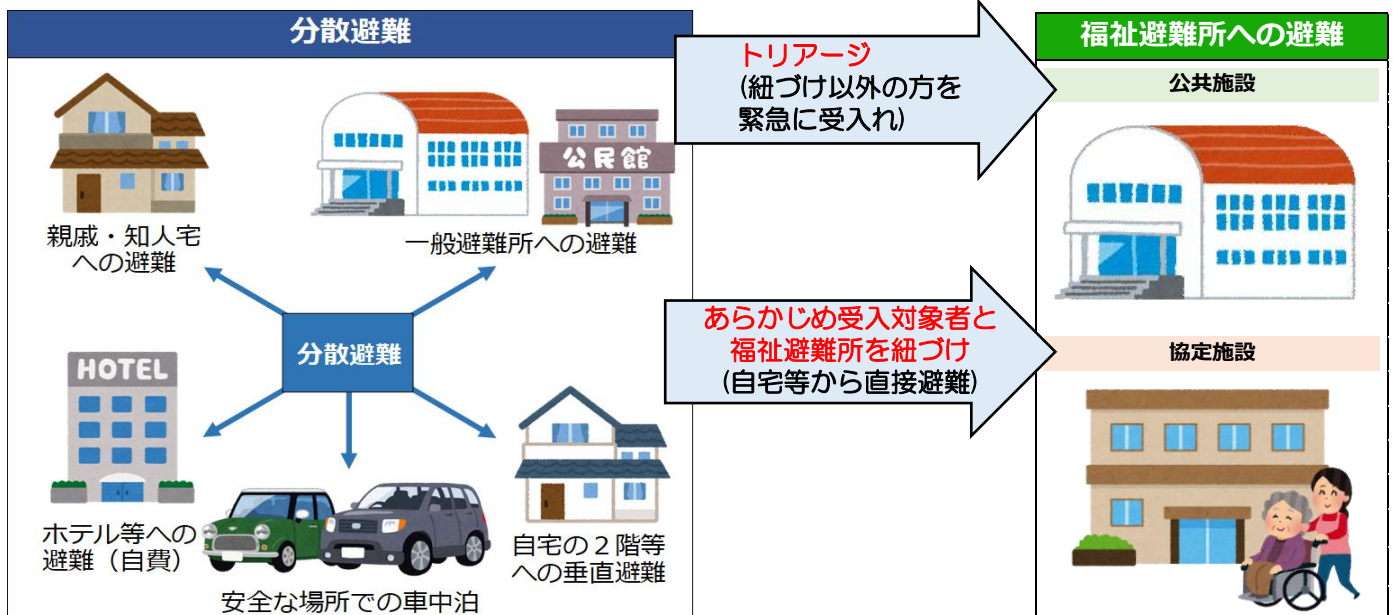 分散避難
親戚・知人宅
への避難
公民館
一般避難所への避難
分散避難
HOTEL
ホテル等への
避難（自費）
安全な場所での車中泊
自宅の２階等
への垂直避難
トリアージ
(紐づけ以外の方を
緊急に受入れ)
あらかじめ受入対象者と
福祉避難所を紐づけ
(自宅等から直接避難)
福祉避難所への避難
公共施設
協定施設